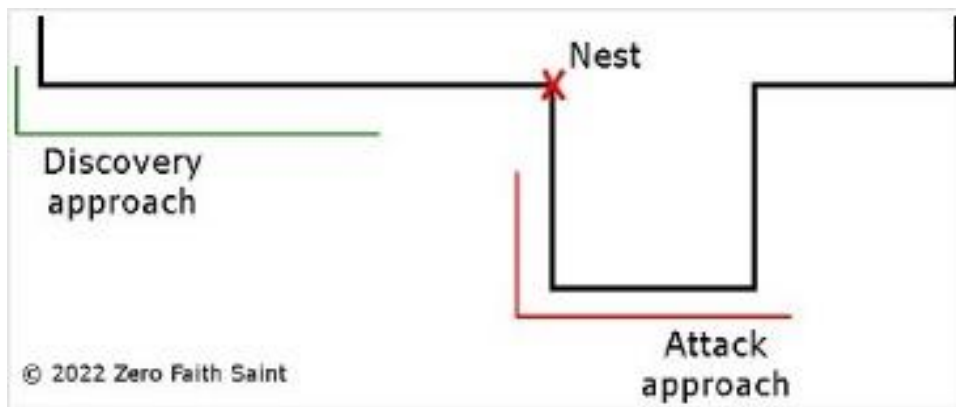 Nest
Discovery
approach
Attack
approach
© 2022 Zero Faith Saint